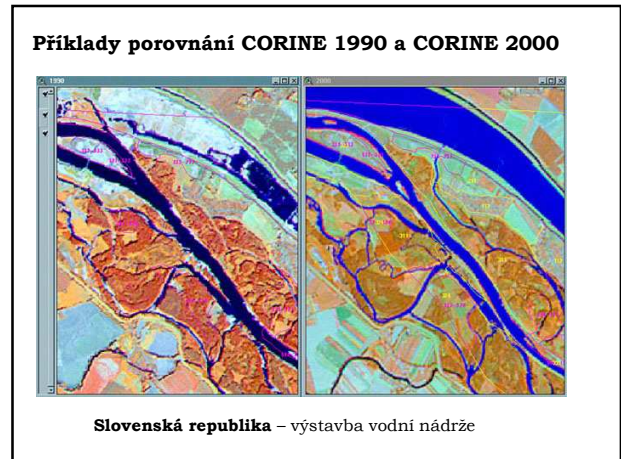 Příklady porovnání CORINE 1990 a CORINE 2000
1990
2000
Slovenská republika – výstavba vodní nádrže